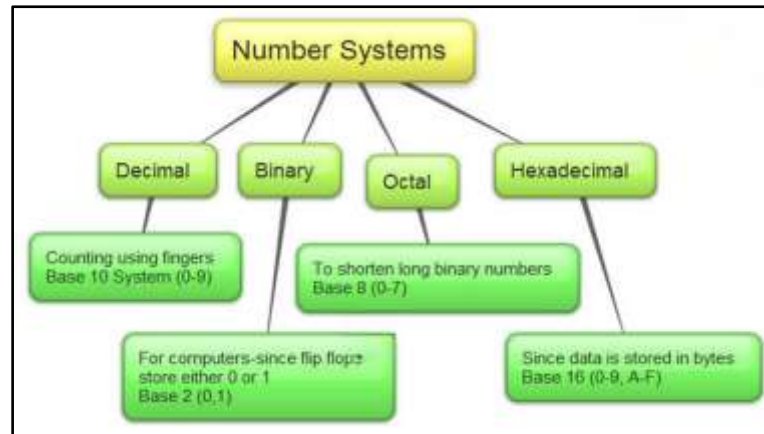 Number Systems
Decimal
Binary
Octal
Hexadecimal
Counting using fingers
Base 10 System (0-9)
To shorten long binary numbers
Base 8 (0-7)
For computers-since flip flops
store either 0 or 1
Base 2 (0,1)
Since data is stored in bytes
Base 16 (0-9, A-F)